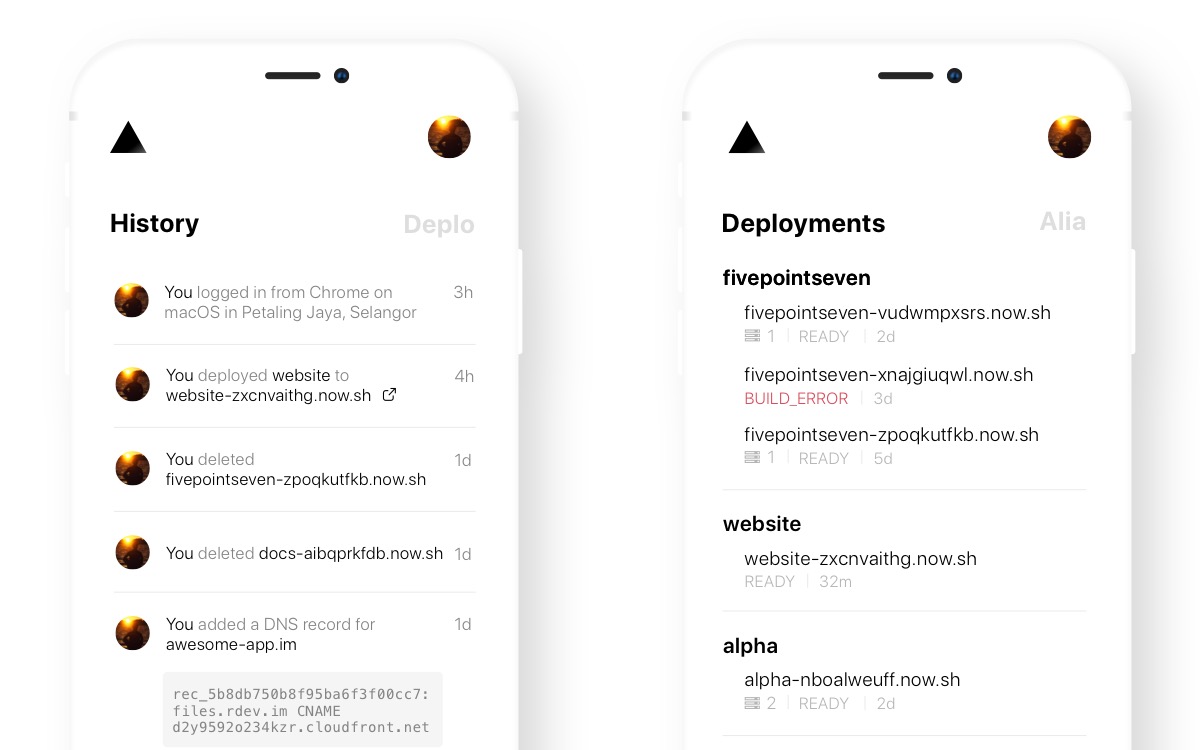 History
Deplo
You logged in from Chrome on
macOS in Petaling Jaya, Selangor
3h
You deployed website to
website-zxcnvaithg.now.sh
4h
You deleted
fivepointseven-zpoqkutfkb.now.sh
1d
You deleted docs-aibqprkfdb.now.sh
1d
You added a DNS record for
awesome-app.im
1d
rec_5b8db750b8f95ba6f3f00cc7:
files.rdev.im CNAME
d2y9592o234kzr.cloudfront.net
Deployments
Alia
fivepointseven
fivepointseven-vudwmpxsrs.now.sh
1 | READY | 2d
fivepointseven-xnajgiuqwl.now.sh
BUILD_ERROR | 3d
fivepointseven-zpoqkutfkb.now.sh
1 | READY | 5d
website
website-zxcnvaithg.now.sh
READY | 32m
alpha
alpha-nboalweuff.now.sh
2 | READY | 2d